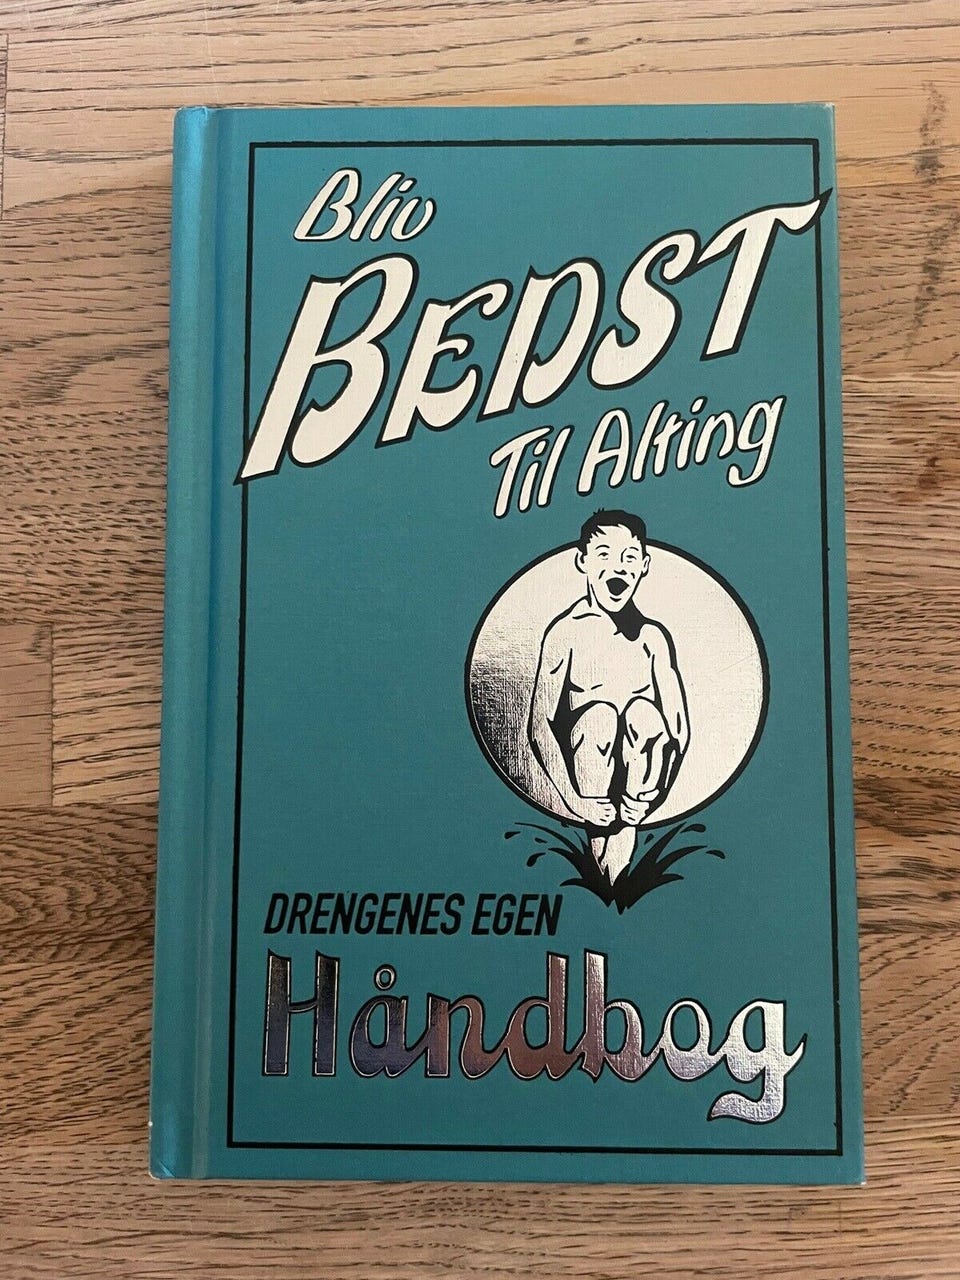 Bliv
BEDST
Til Alting
DRENGENES EGEN
Håndbog